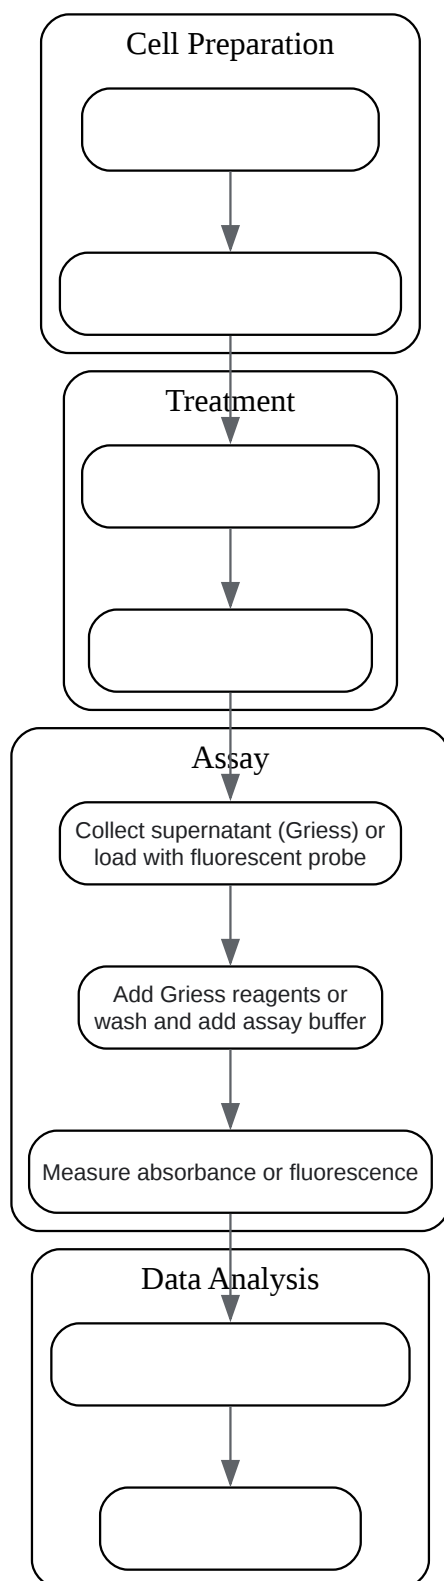 Cell Preparation
Treatment
Assay
Collect supernatant (Griess) or
load with fluorescent probe
Add Griess reagents or
wash and add assay buffer
Measure absorbance or fluorescence
Data Analysis